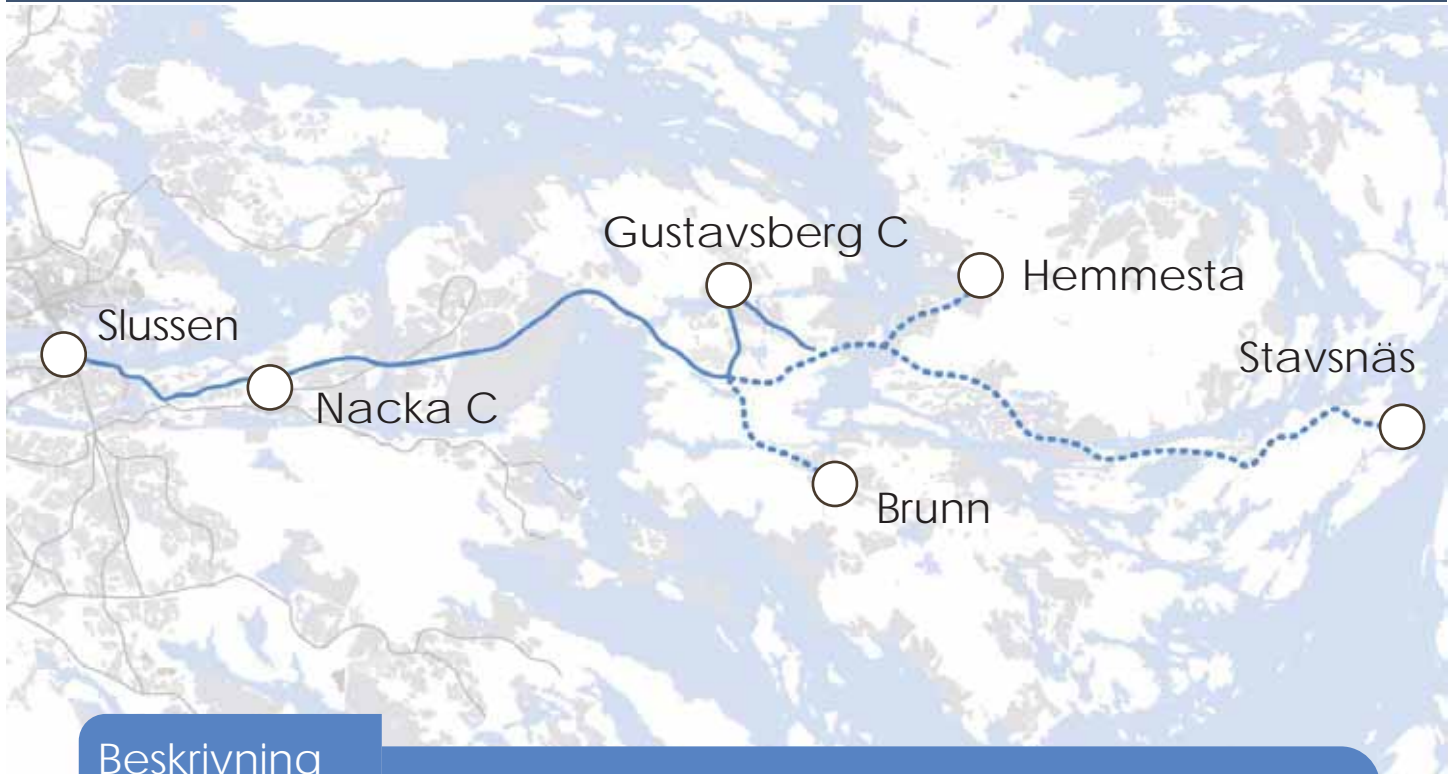 Gustavsberg C
Hemmesta
Slussen
Stavsnäs
Nacka C
Brunn
Beskrivning